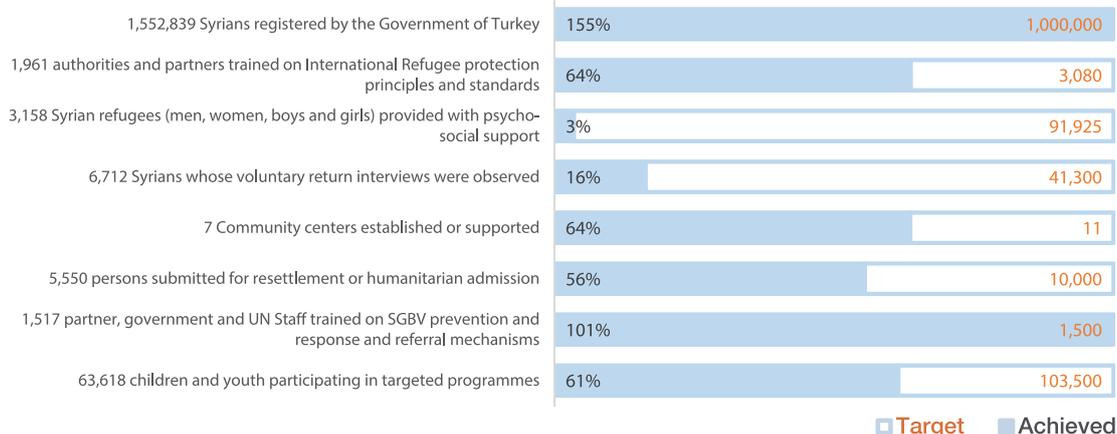 1,552,839 Syrians registered by the Government of Turkey
155%
1,000,000
1,961 authorities and partners trained on International Refugee protection
principles and standards
64%
3,080
3,158 Syrian refugees (men, women, boys and girls) provided with psycho-
social support
3%
91,925
6,712 Syrians whose voluntary return interviews were observed
16%
41,300
7 Community centers established or supported
64%
11
5,550 persons submitted for resettlement or humanitarian admission
56%
10,000
1,517 partner, government and UN Staff trained on SGBV prevention and
response and referral mechanisms
101%
1,500
63,618 children and youth participating in targeted programmes
61%
103,500
Target
Achieved